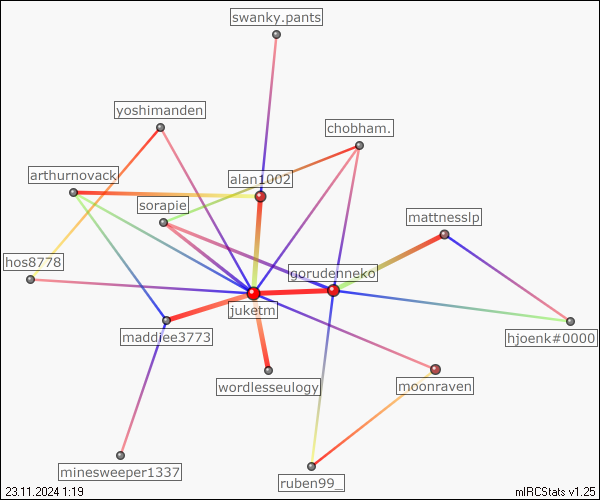 swanky.pants
yoshimanden
chobham.
arthurnovack
alan1002
sorapie
mattnesslp
hos8778
gorudenneko
juketm
maddiee3773
hjoenk#0000
wordlesseulogy
moonraven
minesweeper1337
ruben99_
23.11.2024 1:19
mIRCStats v1.25